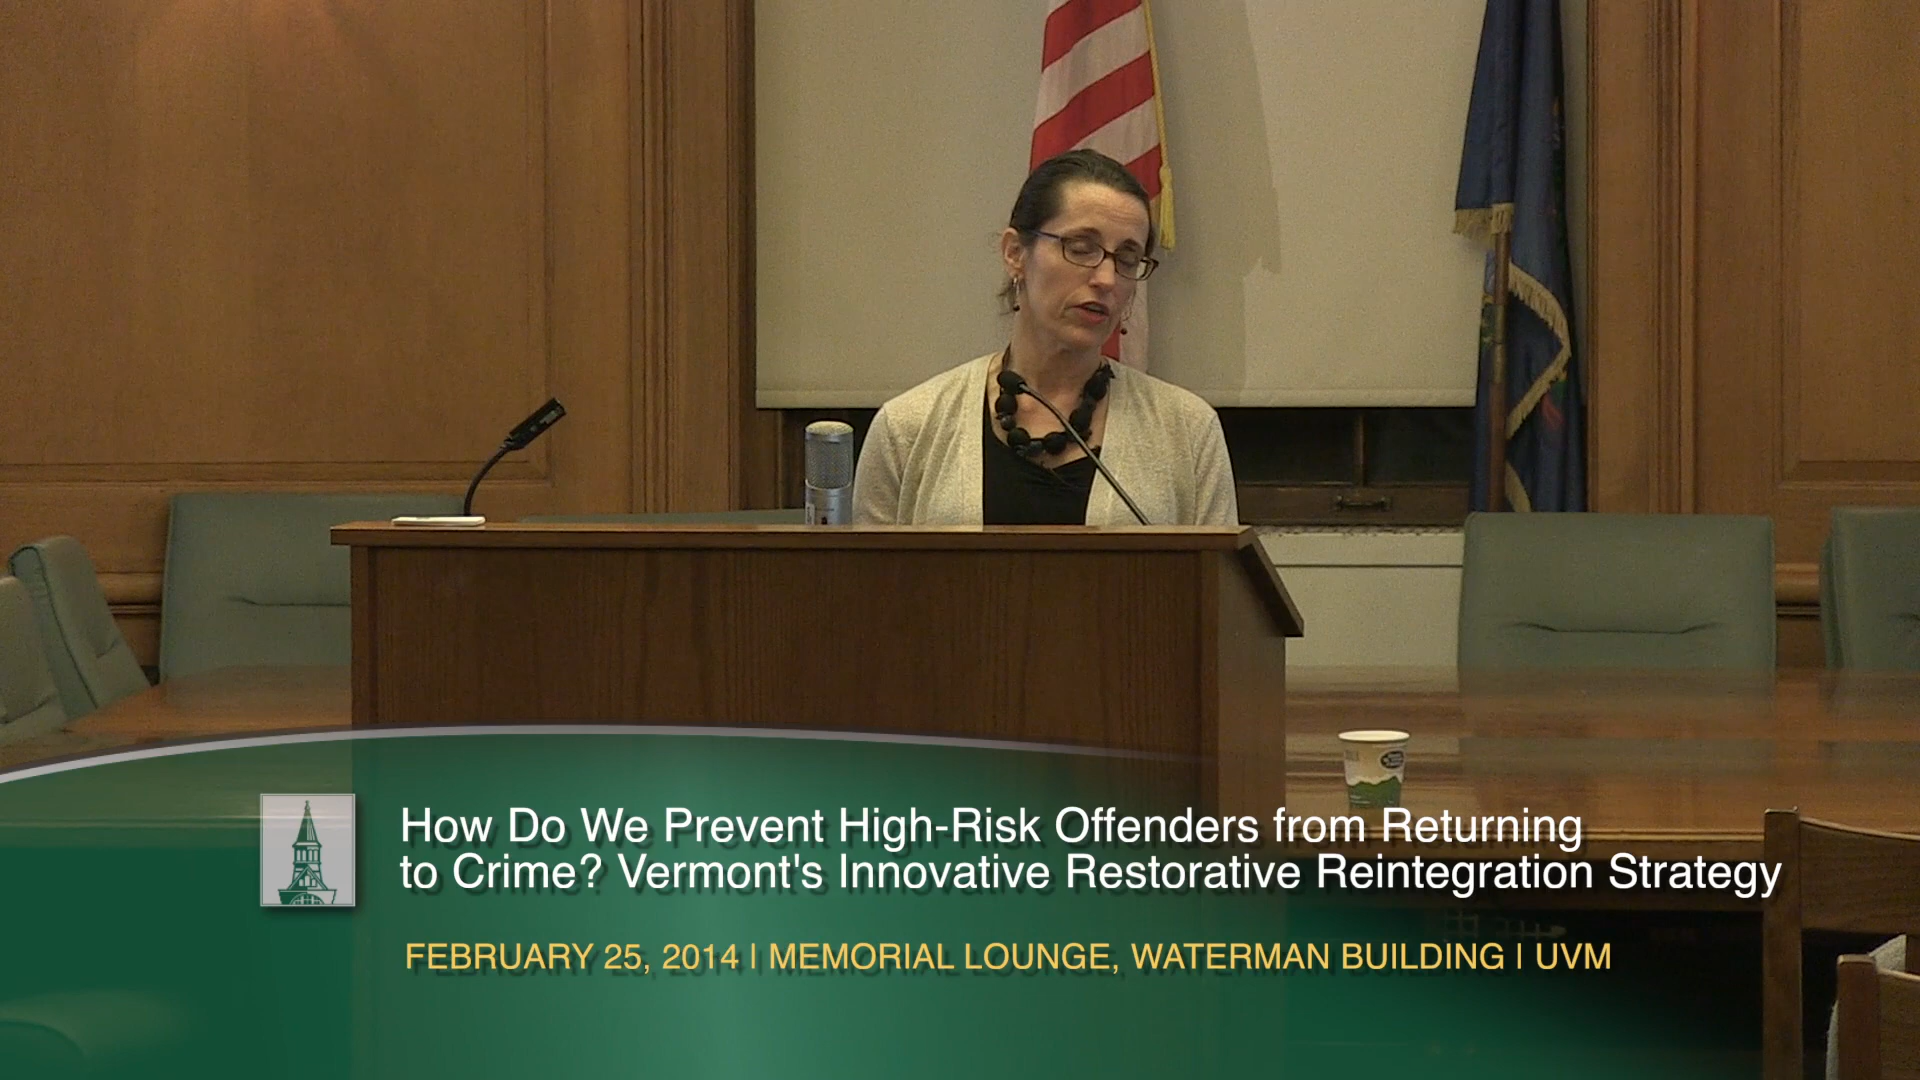 How Do We Prevent High-Risk Offenders from Returning
to Crime? Vermont's Innovative Restorative Reintegration Strategy
FEBRUARY 25, 2014 | MEMORIAL LOUNGE, WATERMAN BUILDING | UVM